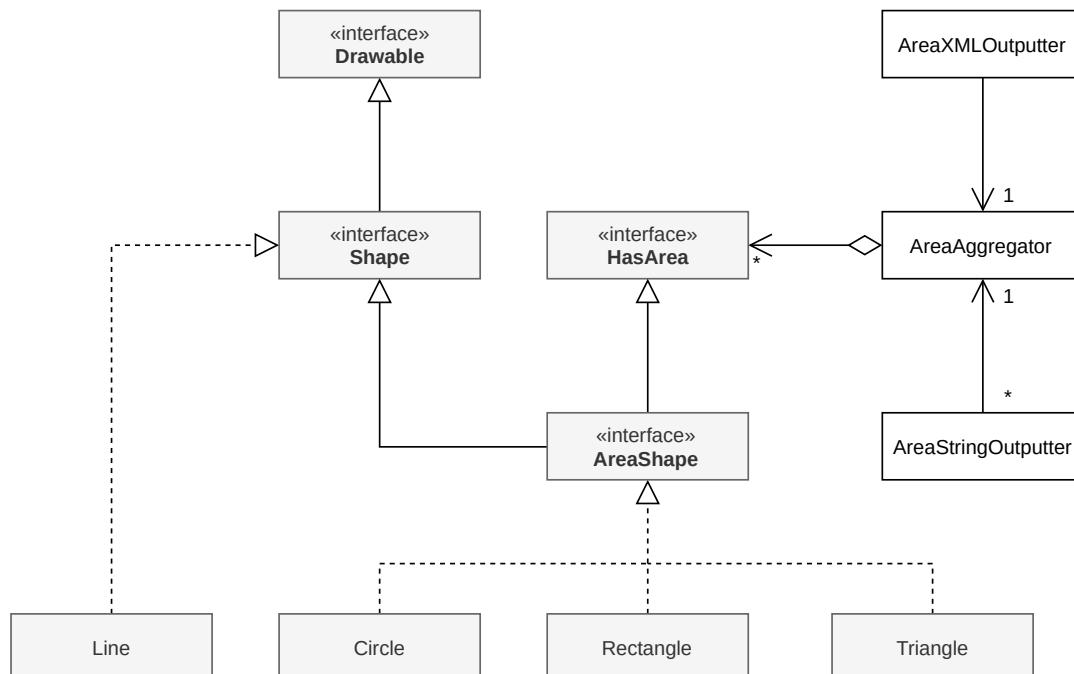 «interface»
Drawable
AreaXMLOutputter
1
«interface»
Shape
«interface»
HasArea
*
AreaAggregator
1
*
«interface»
AreaShape
AreaStringOutputter
Line
Circle
Rectangle
Triangle